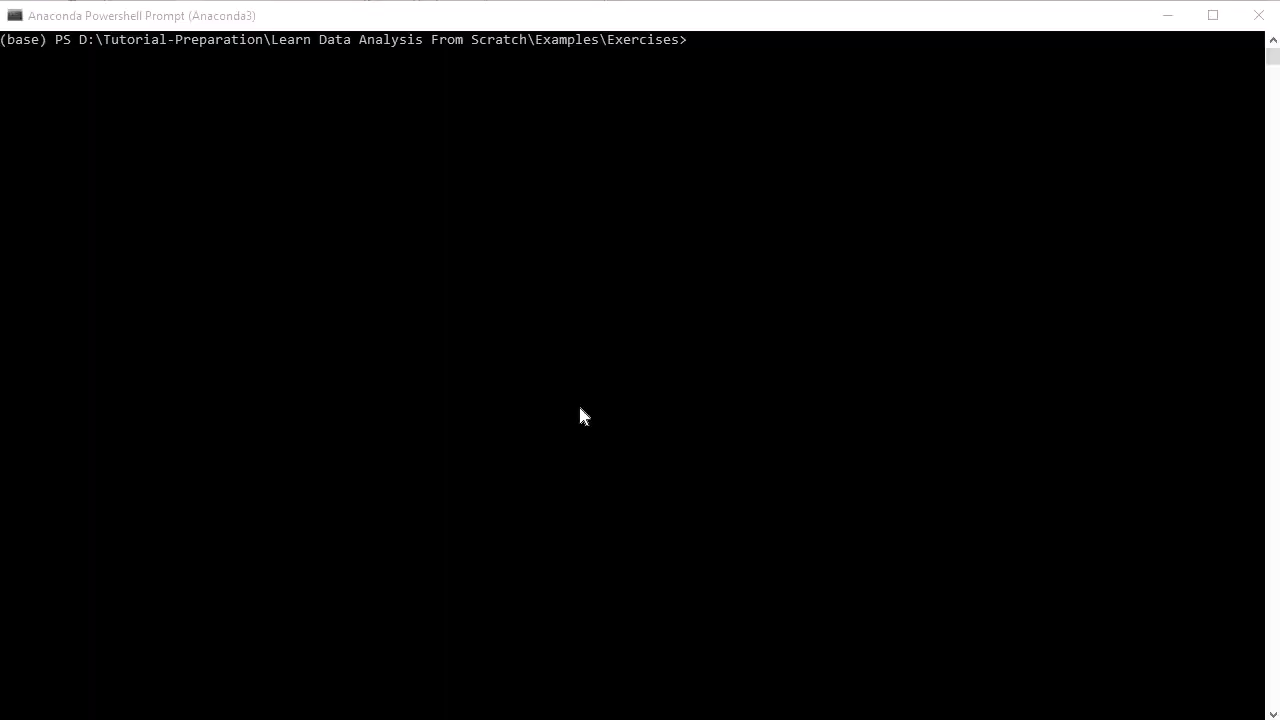 Anaconda Powershell Prompt (Anaconda3)
(base) PS D:\Tutorial-Preparation\Learn Data Analysis From Scratch\Examples\Exercises>